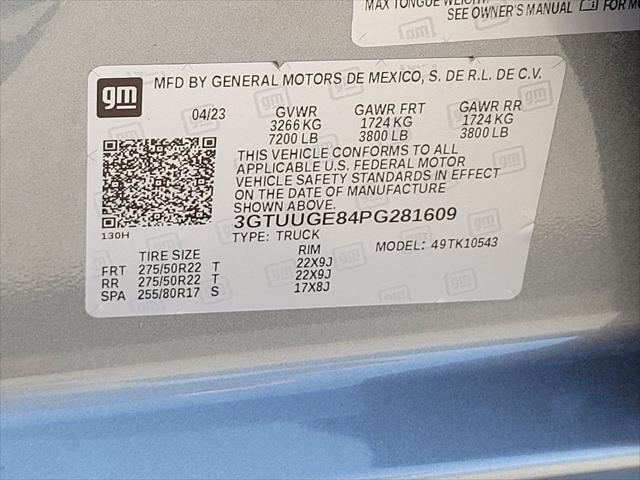 MAX TONGUE WEIGHT:
SEE OWNER'S MANUAL FOR MO
gm
MFD BY GENERAL MOTORS DE MEXICO, S. DE R.L. DE C.V.
04/23 GVWR GAWR FRT GAWR RR
3266 KG 1724 KG 1724 KG
7200 LB 3800 LB 3800 LB
THIS VEHICLE CONFORMS TO ALL
APPLICABLE U.S. FEDERAL MOTOR
VEHICLE SAFETY STANDARDS IN EFFECT
ON THE DATE OF MANUFACTURE
SHOWN ABOVE.
3GTUUGE84PG281609
130H TYPE: TRUCK MODEL: 49TK10543
TIRE SIZE RIM
FRT 275/50R22 T 22X9J
RR 275/50R22 T 22X9J
SPA 255/80R17 S 17X8J